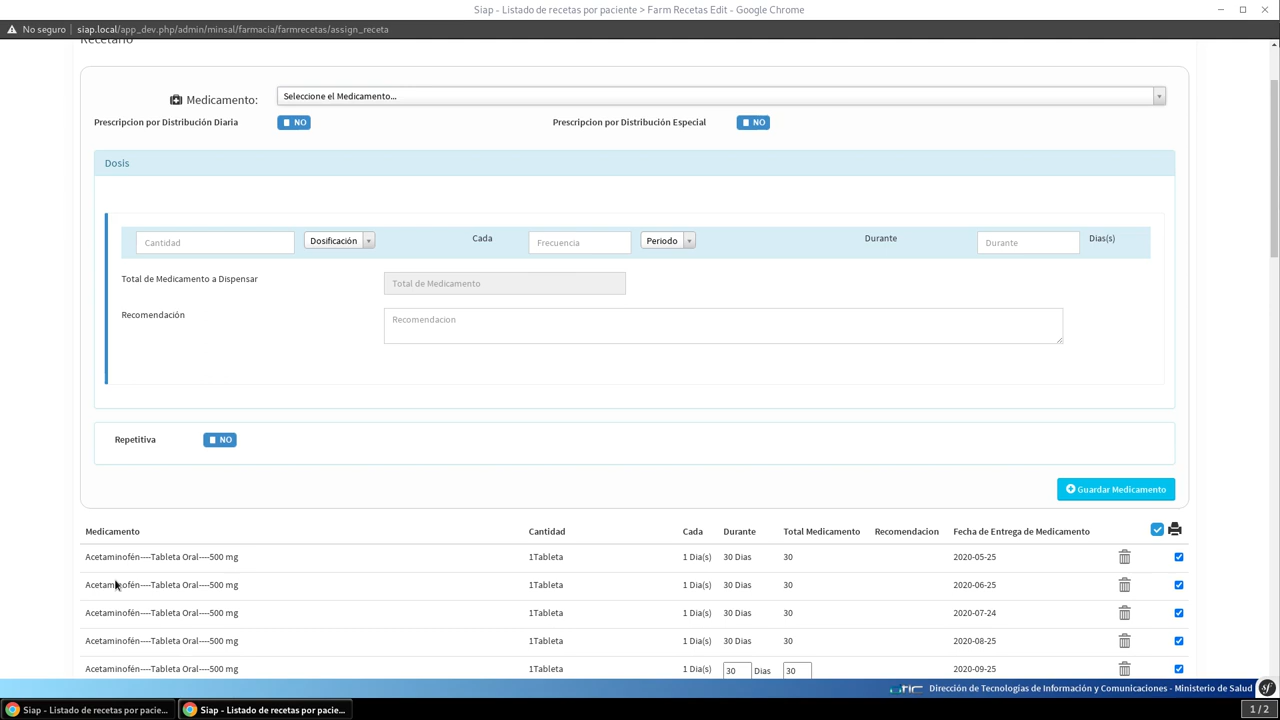 Siap - Listado de recetas por paciente > Farm Recetas Edit - Google Chrome
No seguro siap.local/app_dev.php/admin/minsal/farmacia/farmrecetas/assign_receta
Recetario
Medicamento: Seleccione el Medicamento...
Prescripcion por Distribución Diaria NO Prescripcion por Distribución Especial NO
Dosis
Cantidad Dosificación Cada Frecuencia Periodo Durante Durante Dias(s)
Total de Medicamento a Dispensar Total de Medicamento
Recomendación Recomendacion
Repetitiva NO
Guardar Medicamento
Medicamento Cantidad Cada Durante Total Medicamento Recomendacion Fecha de Entrega de Medicamento
Acetaminofén----Tableta Oral----500 mg 1Tableta 1 Dia(s) 30 Dias 30 2020-05-25
Acetaminofén----Tableta Oral----500 mg 1Tableta 1 Dia(s) 30 Dias 30 2020-06-25
Acetaminofén----Tableta Oral----500 mg 1Tableta 1 Dia(s) 30 Dias 30 2020-07-24
Acetaminofén----Tableta Oral----500 mg 1Tableta 1 Dia(s) 30 Dias 30 2020-08-25
Acetaminofén----Tableta Oral----500 mg 1Tableta 1 Dia(s) 30 Dias 30 2020-09-25
Dirección de Tecnologías de Información y Comunicaciones - Ministerio de Salud sf
Siap - Listado de recetas por pacie... Siap - Listado de recetas por pacie... 1 / 2